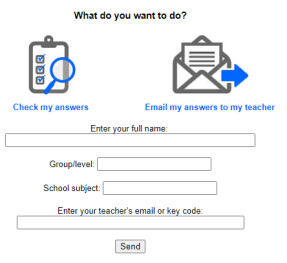 What do you want to do?
Check my answers
Email my answers to my teacher
Enter your full name:
Group/level:
School subject:
Enter your teacher's email or key code:
Send